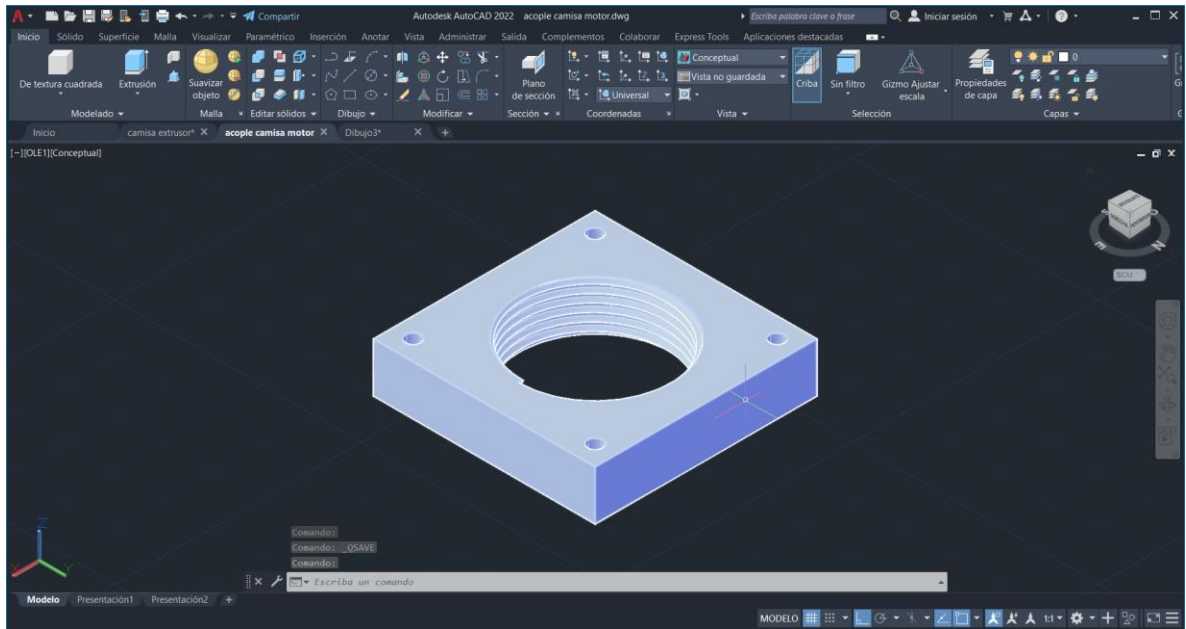 Compartir Autodesk AutoCAD 2022 acople camisa motor.dwg Escriba palabra clave o frase Iniciar sesión
Inicio Sólido Superficie Malla Visualizar Paramétrico Inserción Anotar Vista Administrar Salida Complementos Colaborar Express Tools Aplicaciones destacadas
Conceptual 0
De textura cuadrada Extrusión Suavizar objeto Plano de sección Vista no guardada Criba Sin filtro Gizmo Ajustar escala Propiedades de capa
Universal
Modelado Malla Editar sólidos Dibujo Modificar Sección Coordenadas Vista Selección Capas
Inicio camisa extrusor* X acople camisa motor X Dibujo3* X +
[−][OLE1][Conceptual]
SCU
Comando:
Comando: _QSAVE
Comando:
Escriba un comando
Z
Y
Modelo Presentación1 Presentación2 +
MODELO 1:1